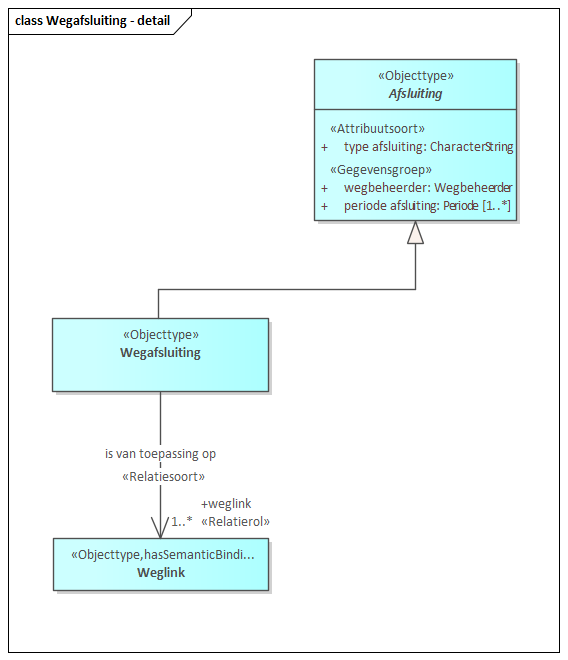 class Wegafsluiting - detail
«Objecttype»
Afsluiting
«Attribuutsoort»
+ type afsluiting: CharacterString
«Gegevensgroep»
+ wegbeheerder: Wegbeheerder
+ periode afsluiting: Periode [1..*]
«Objecttype»
Wegafsluiting
is van toepassing op
«Relatiesoort»
+weglink
1..* «Relatierol»
«Objecttype,hasSemanticBindi...
Weglink